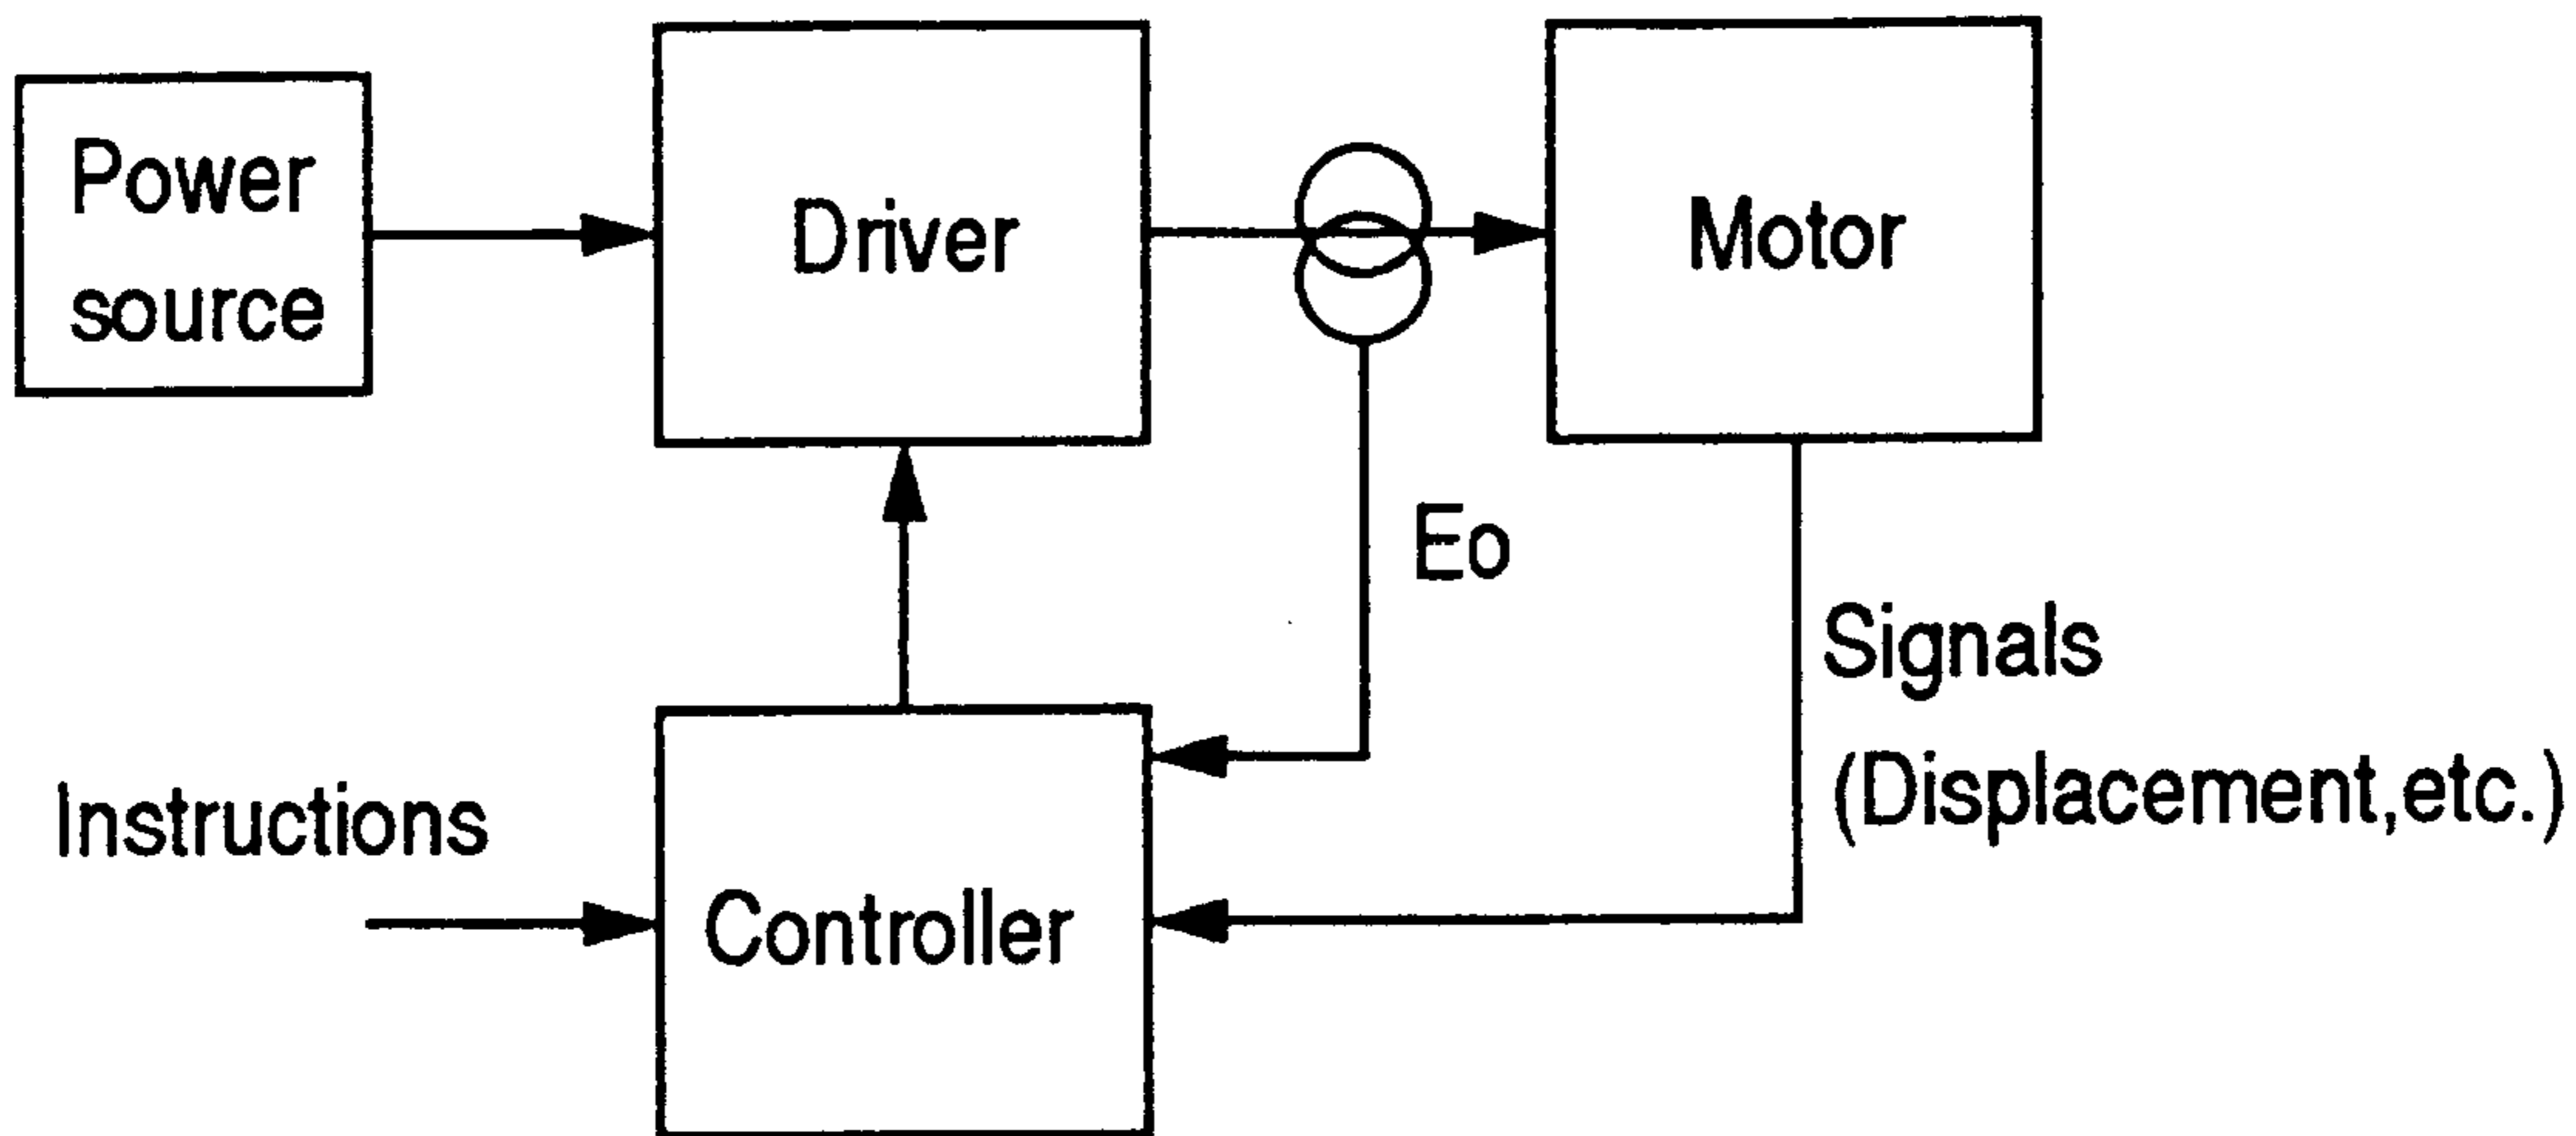 Power
source
Driver
Motor
Eo
Signals
(Displacement,etc.)
Instructions
Controller